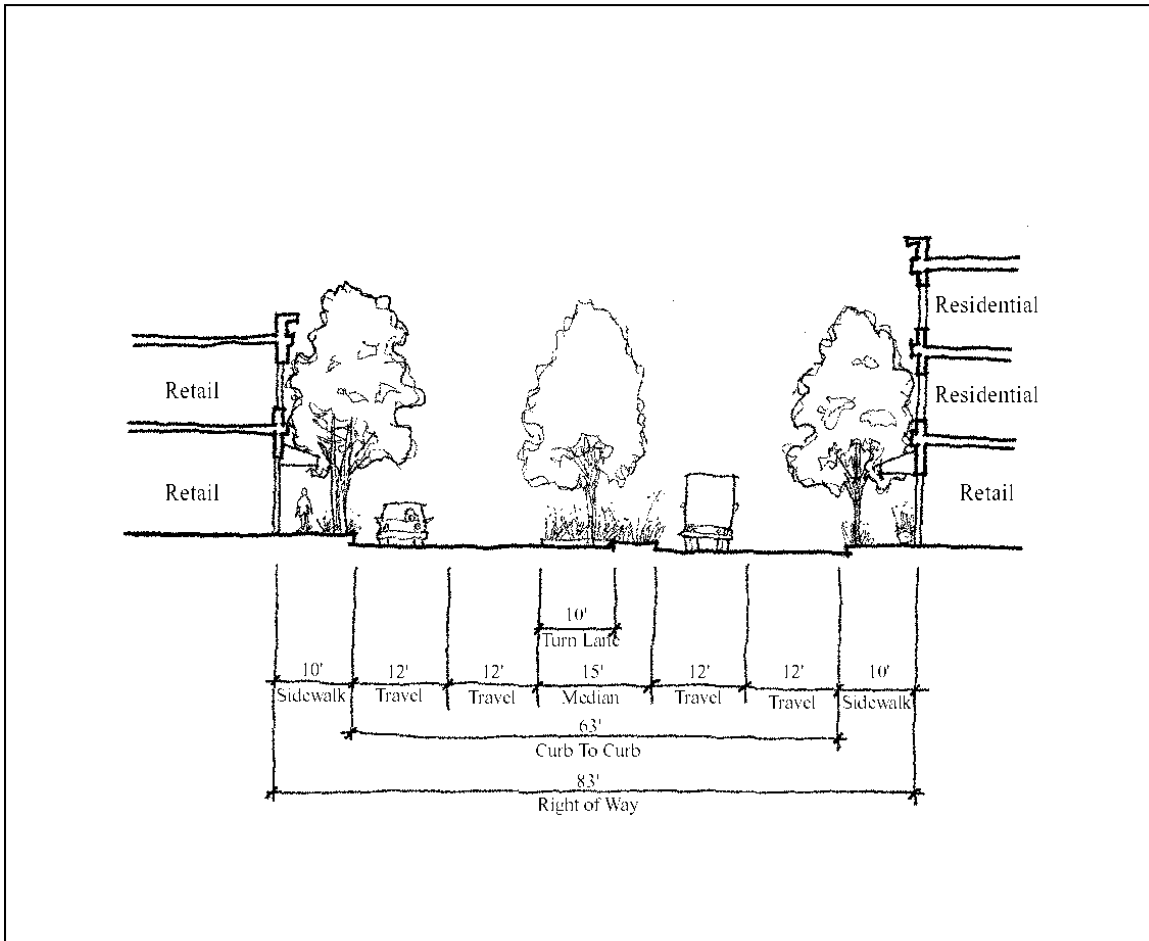 Residential
Retail
Residential
Retail
Retail
10'
Turn Lane
10' 12' 12' 15' 12' 12' 10'
Sidewalk Travel Travel Median Travel Travel Sidewalk
63'
Curb To Curb
83'
Right of Way